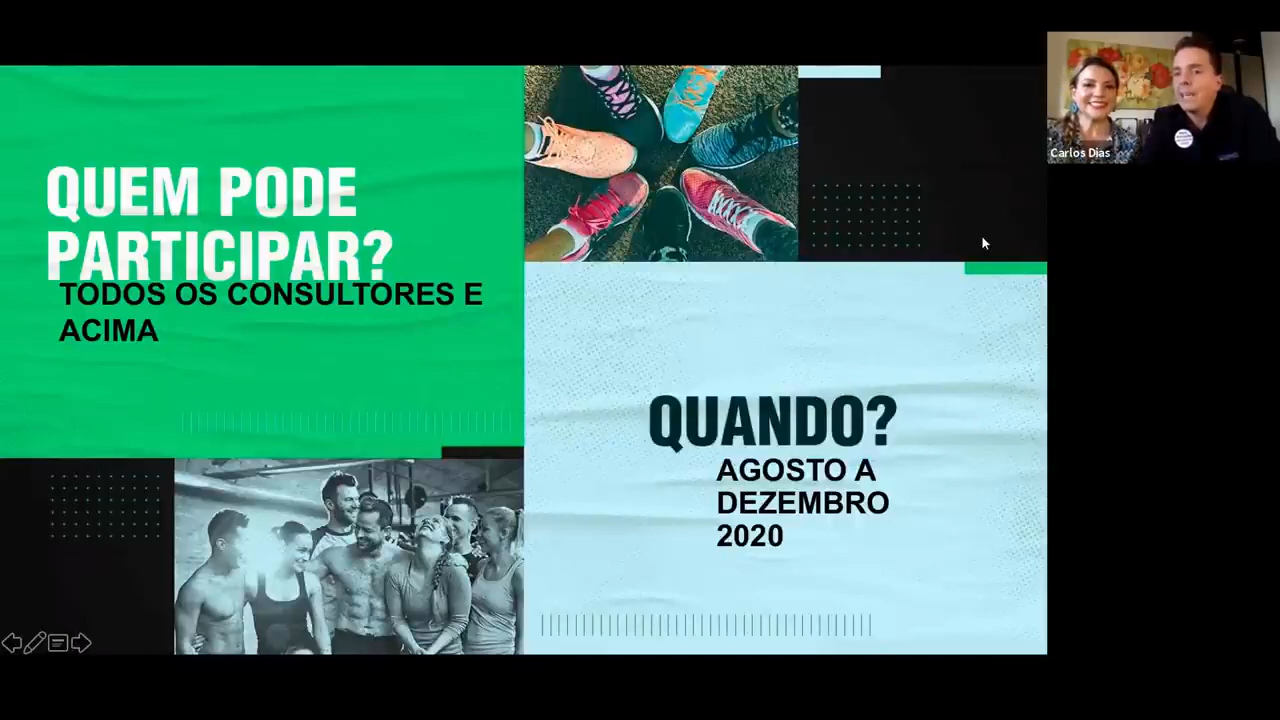 QUEM PODE
PARTICIPAR?
TODOS OS CONSULTORES E
ACIMA
QUANDO?
AGOSTO A
DEZEMBRO
2020
Carlos Dias